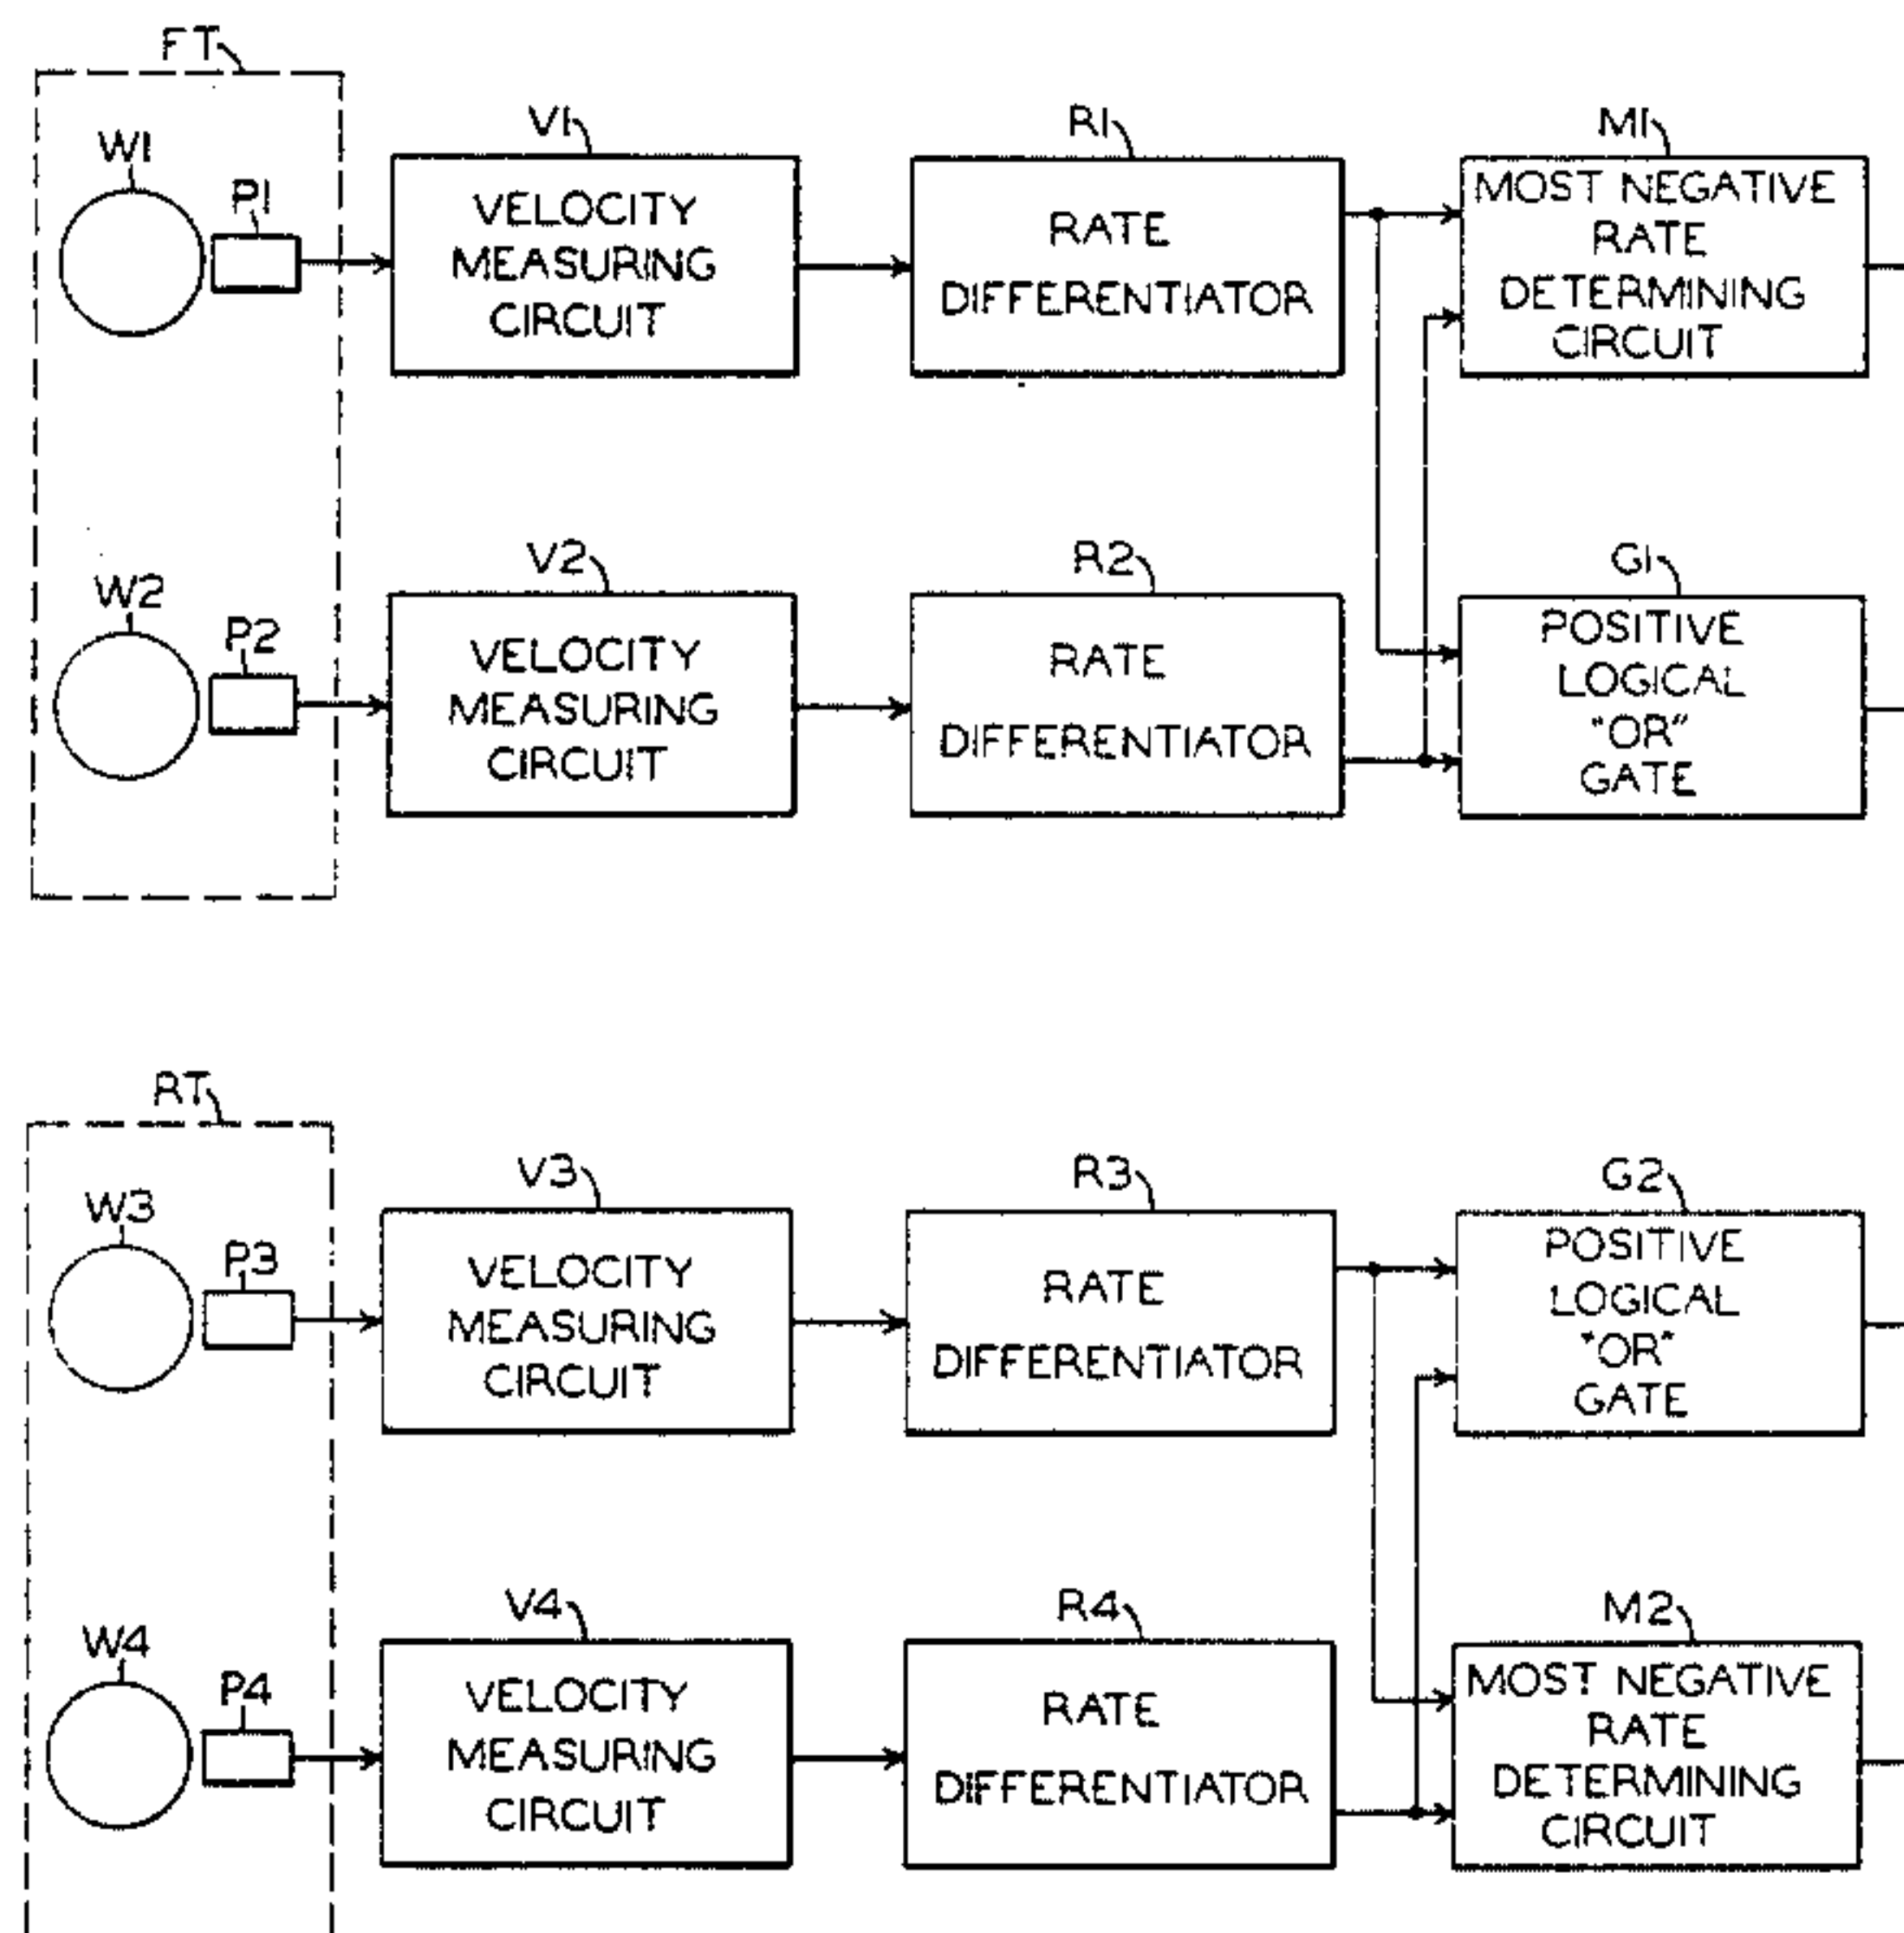 FT
W1
P1
V1
VELOCITY
MEASURING
CIRCUIT
R1
RATE
DIFFERENTIATOR
M1
MOST NEGATIVE
RATE
DETERMINING
CIRCUIT
W2
P2
V2
VELOCITY
MEASURING
CIRCUIT
R2
RATE
DIFFERENTIATOR
G1
POSITIVE
LOGICAL
"OR"
GATE
RT
W3
P3
V3
VELOCITY
MEASURING
CIRCUIT
R3
RATE
DIFFERENTIATOR
G2
POSITIVE
LOGICAL
"OR"
GATE
W4
P4
V4
VELOCITY
MEASURING
CIRCUIT
R4
RATE
DIFFERENTIATOR
M2
MOST NEGATIVE
RATE
DETERMINING
CIRCUIT